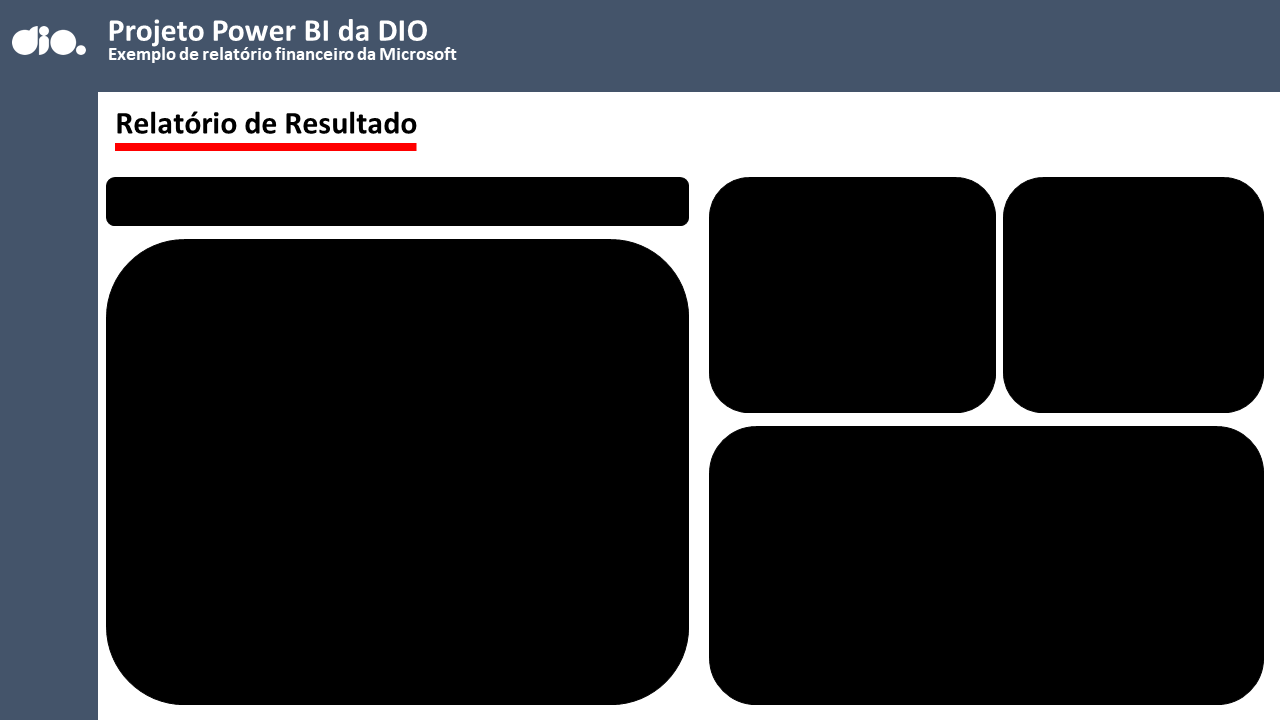 dio.
Projeto Power BI da DIO
Exemplo de relatório financeiro da Microsoft
Relatório de Resultado